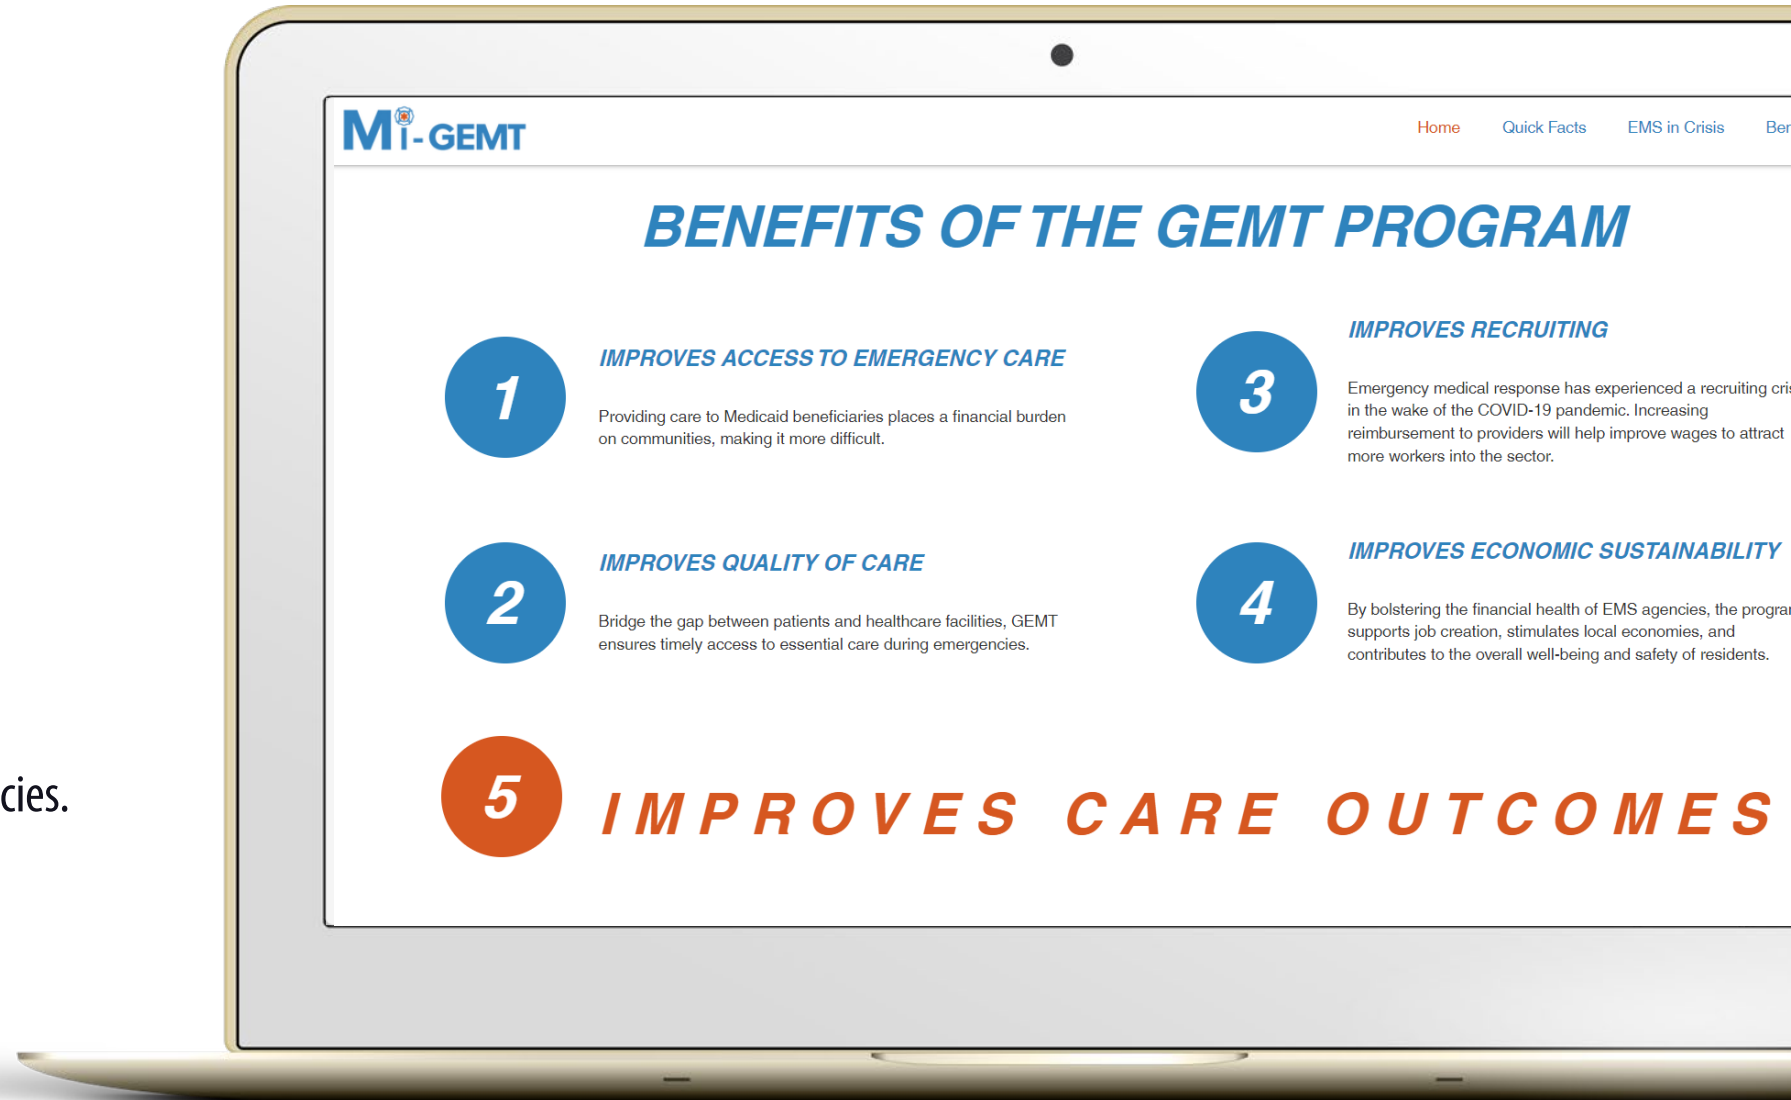 Mi-GEMT
Home Quick Facts EMS in Crisis Ber
BENEFITS OF THE GEMT PROGRAM
1
IMPROVES ACCESS TO EMERGENCY CARE
Providing care to Medicaid beneficiaries places a financial burden
on communities, making it more difficult.
2
IMPROVES QUALITY OF CARE
Bridge the gap between patients and healthcare facilities, GEMT
ensures timely access to essential care during emergencies.
3
IMPROVES RECRUITING
Emergency medical response has experienced a recruiting cris
in the wake of the COVID-19 pandemic. Increasing
reimbursement to providers will help improve wages to attract
more workers into the sector.
4
IMPROVES ECONOMIC SUSTAINABILITY
By bolstering the financial health of EMS agencies, the program
supports job creation, stimulates local economies, and
contributes to the overall well-being and safety of residents.
5
IMPROVES CARE OUTCOMES
cies.